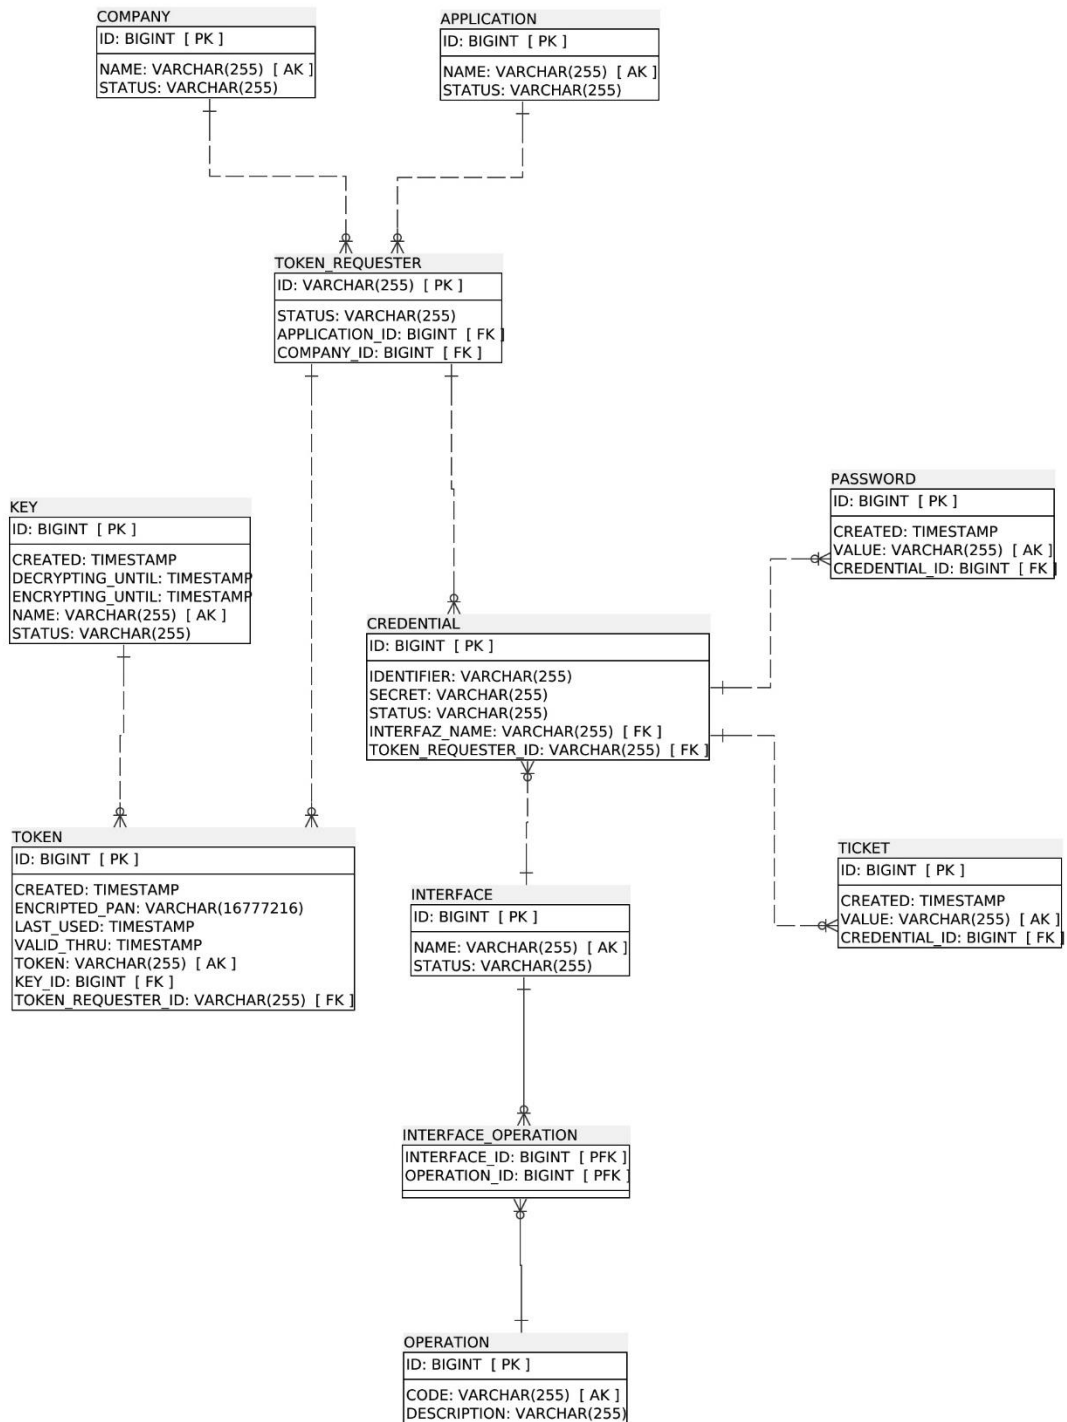 COMPANY
ID: BIGINT [ PK ]
NAME: VARCHAR(255) [ AK ]
STATUS: VARCHAR(255)
APPLICATION
ID: BIGINT [ PK ]
NAME: VARCHAR(255) [ AK ]
STATUS: VARCHAR(255)
TOKEN_REQUESTER
ID: VARCHAR(255) [ PK ]
STATUS: VARCHAR(255)
APPLICATION_ID: BIGINT [ FK ]
COMPANY_ID: BIGINT [ FK ]
KEY
ID: BIGINT [ PK ]
CREATED: TIMESTAMP
DECRYPTING_UNTIL: TIMESTAMP
ENCRYPTING_UNTIL: TIMESTAMP
NAME: VARCHAR(255) [ AK ]
STATUS: VARCHAR(255)
PASSWORD
ID: BIGINT [ PK ]
CREATED: TIMESTAMP
VALUE: VARCHAR(255) [ AK ]
CREDENTIAL_ID: BIGINT [ FK ]
CREDENTIAL
ID: BIGINT [ PK ]
IDENTIFIER: VARCHAR(255)
SECRET: VARCHAR(255)
STATUS: VARCHAR(255)
INTERFAZ_NAME: VARCHAR(255) [ FK ]
TOKEN_REQUESTER_ID: VARCHAR(255) [ FK ]
TOKEN
ID: BIGINT [ PK ]
CREATED: TIMESTAMP
ENCRIPTED_PAN: VARCHAR(16777216)
LAST_USED: TIMESTAMP
VALID_THRU: TIMESTAMP
TOKEN: VARCHAR(255) [ AK ]
KEY_ID: BIGINT [ FK ]
TOKEN_REQUESTER_ID: VARCHAR(255) [ FK ]
TICKET
ID: BIGINT [ PK ]
CREATED: TIMESTAMP
VALUE: VARCHAR(255) [ AK ]
CREDENTIAL_ID: BIGINT [ FK ]
INTERFACE
ID: BIGINT [ PK ]
NAME: VARCHAR(255) [ AK ]
STATUS: VARCHAR(255)
INTERFACE_OPERATION
INTERFACE_ID: BIGINT [ PFK ]
OPERATION_ID: BIGINT [ PFK ]
OPERATION
ID: BIGINT [ PK ]
CODE: VARCHAR(255) [ AK ]
DESCRIPTION: VARCHAR(255)